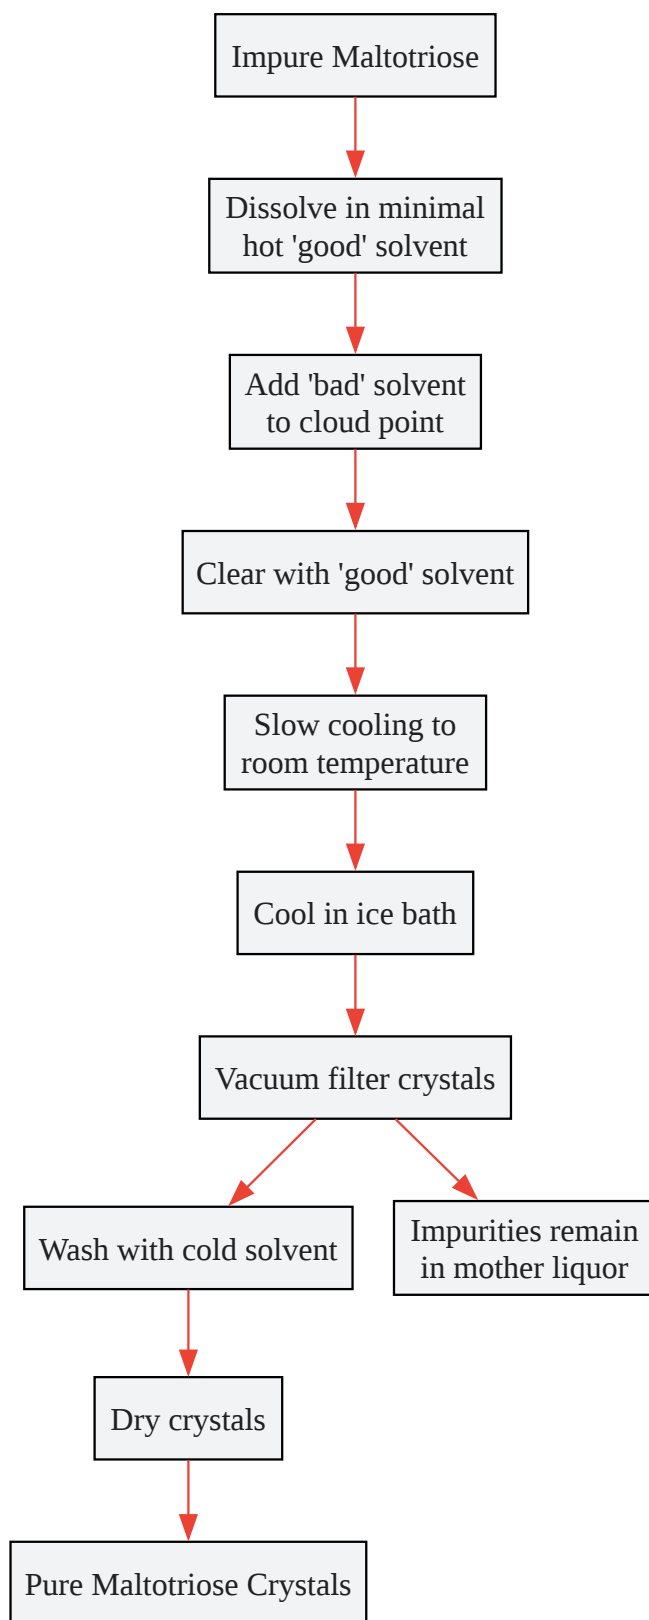 Impure Maltotriose
Dissolve in minimal
hot 'good' solvent
Add 'bad' solvent
to cloud point
Clear with 'good' solvent
Slow cooling to
room temperature
Cool in ice bath
Vacuum filter crystals
Wash with cold solvent
Impurities remain
in mother liquor
Dry crystals
Pure Maltotriose Crystals